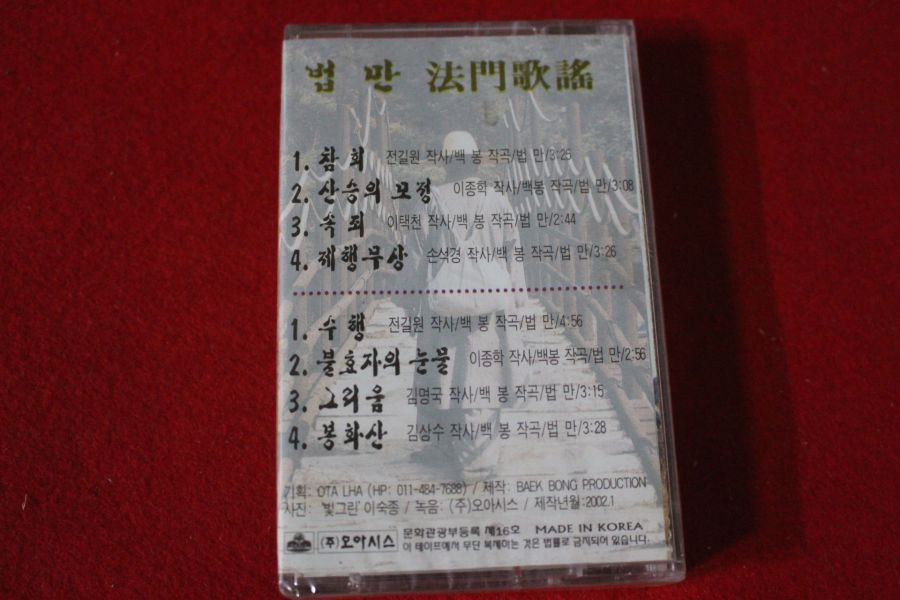 법 만 法門歌謠
1. 참 회 전길원 작사/백 봉 작곡/법 만/3:26
2. 산승의 모정 이종학 작사/백봉 작곡/법 만/3:08
3. 속 죄 이택천 작사/백 봉 작곡/법 만/2:44
4. 제행무상 손석경 작사/백 봉 작곡/법 만/3:26
1. 수 행 전길원 작사/백 봉 작곡/법 만/4:56
2. 불효자의 눈물 이종학 작사/백봉 작곡/법 만/2:56
3. 그리움 김명국 작사/백 봉 작곡/법 만/3:15
4. 봉화산 김상수 작사/백 봉 작곡/법 만/3:28
기획: OTA LHA (HP: 011-484-7688) / 제작: BAEK BONG PRODUCTION
사진: '빛그린' 이숙종 / 녹음: (주)오아시스 / 제작년월:2002.1
(주)오아시스 문화관광부등록 제16호 MADE IN KOREA
이 테이프에서 무단 복제하는 것은 법률로 금지되어 있습니다.